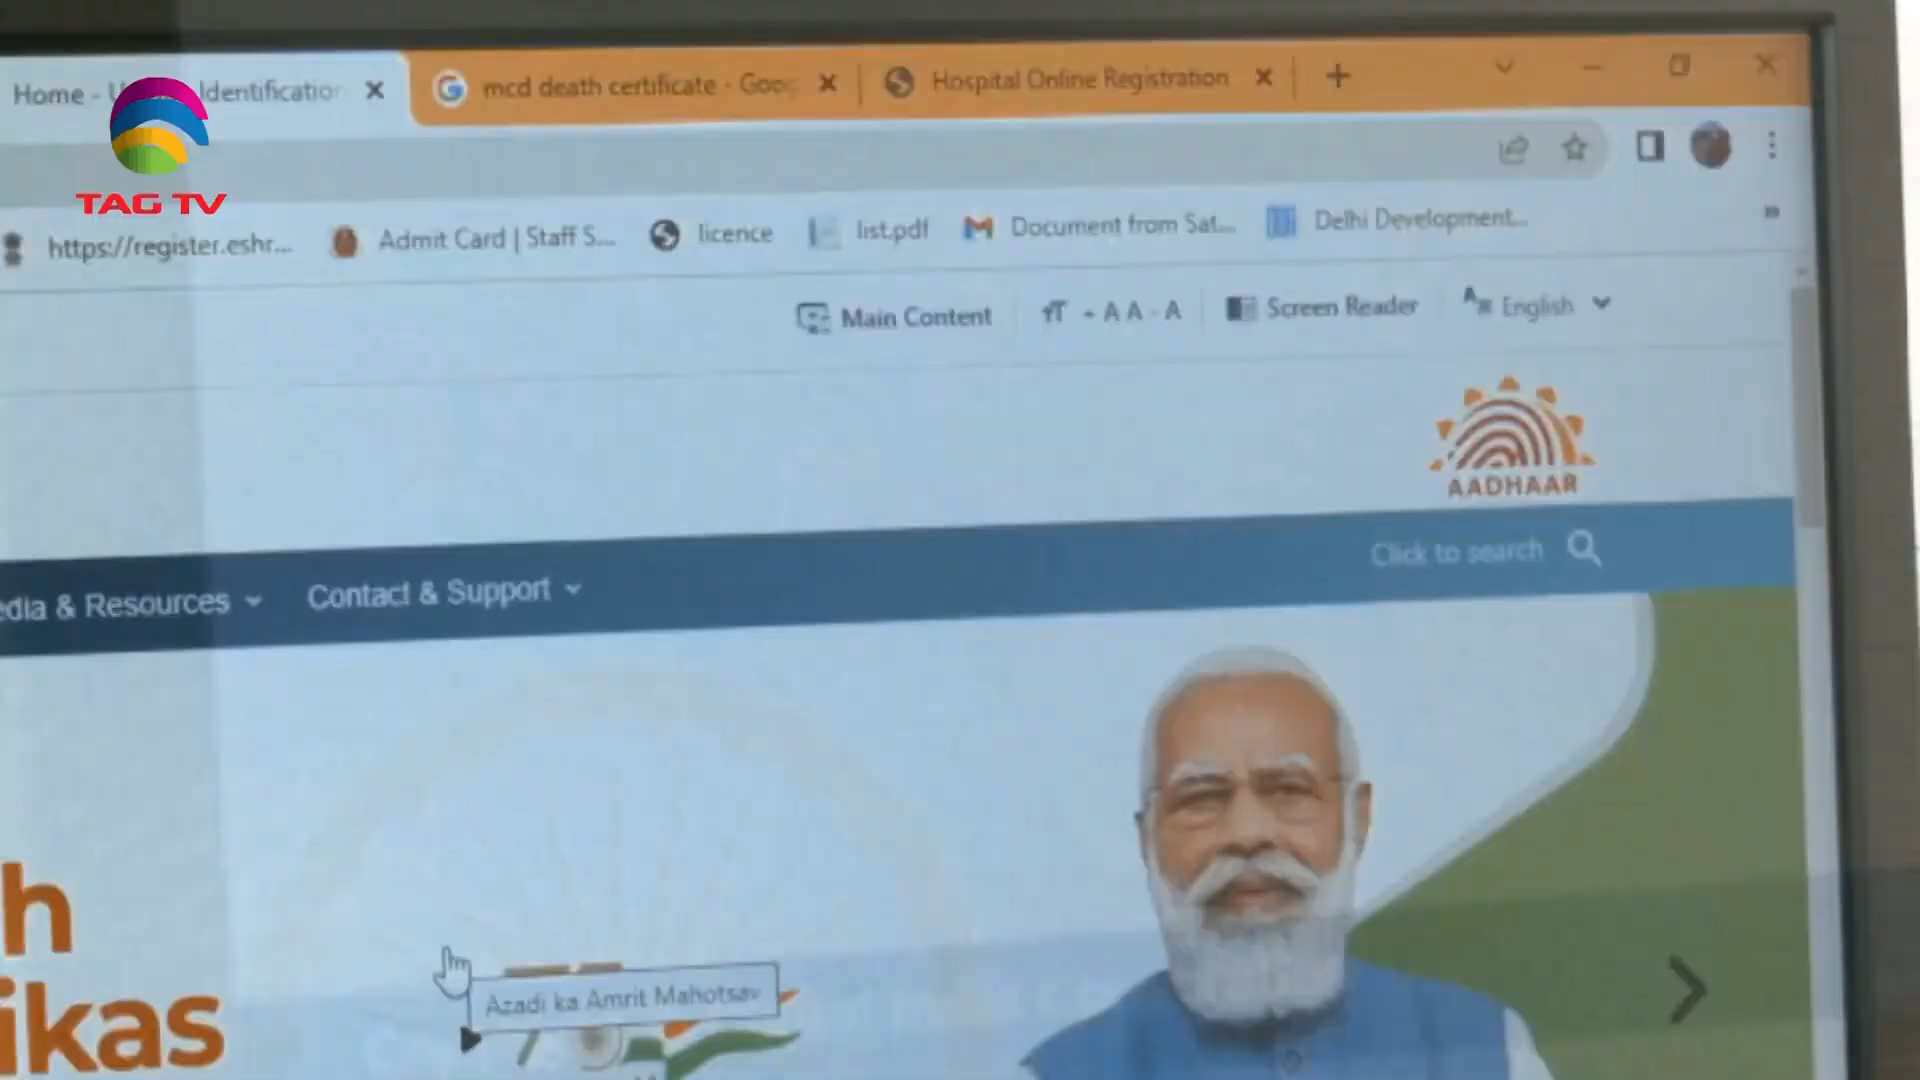 Home - U Identification
mcd death certificate - Goog
Hospital Online Registration
TAG TV
https://register.eshr...
Admit Card | Staff S...
licence
list.pdf
Document from Sat...
Delhi Development...
Main Content
- A A - A
Screen Reader
English
AADHAAR
Click to search
edia & Resources
Contact & Support
h
ikas
Azadi ka Amrit Mahotsav